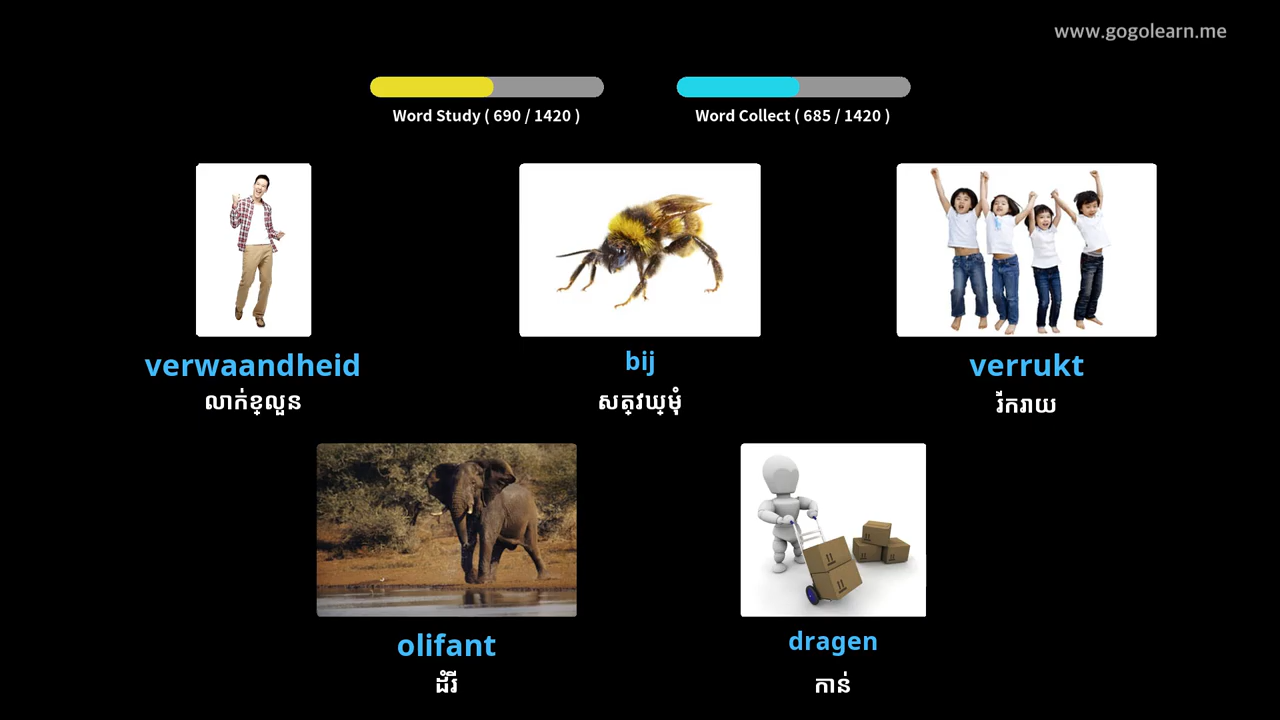 www.gogolearn.me
Word Study ( 690 / 1420 )
Word Collect ( 685 / 1420 )
verwaandheid
លាក់ខ្លួន
bij
សត្វឃ្មុំ
verrukt
រីករាយ
olifant
ដំរី
dragen
កាន់